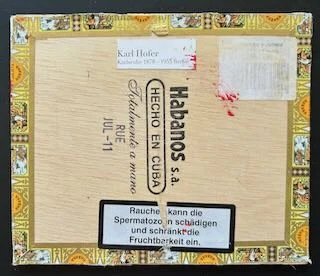 Karl Hofer
Karlsruhe 1878 - 1955 Berlin
Habanos s.a.
HECHO EN CUBA
Totalmente a mano
RUE
JUL-11
Rauchen kann die
Spermatozoen schädigen
und schränkt die
Fruchtbarkeit ein.